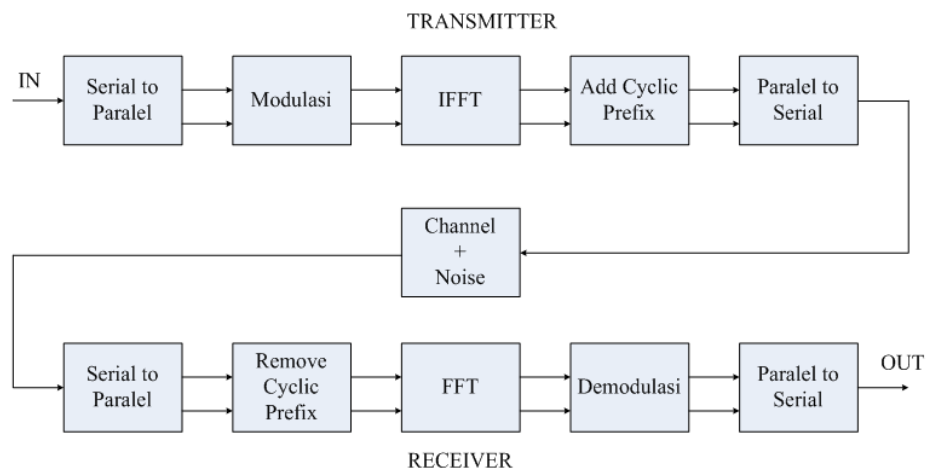 TRANSMITTER
IN
Serial to
Paralel
Modulasi
IFFT
Add Cyclic
Prefix
Paralel to
Serial
Channel
+
Noise
Serial to
Paralel
Remove
Cyclic
Prefix
FFT
Demodulasi
Paralel to
Serial
OUT
RECEIVER